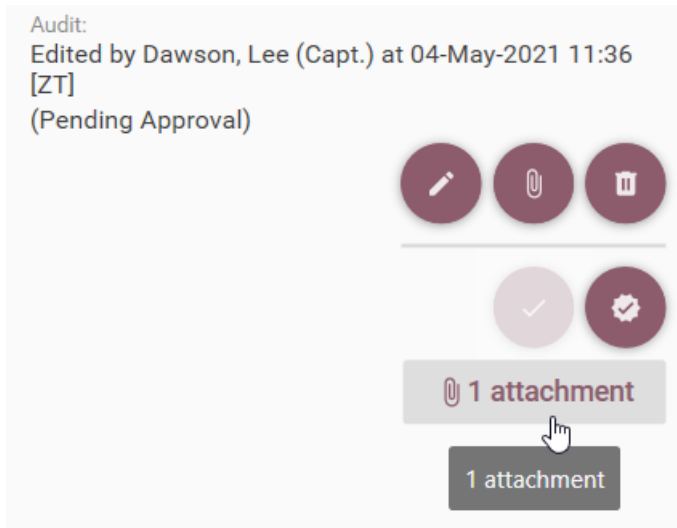 Audit:
Edited by Dawson, Lee (Capt.) at 04-May-2021 11:36
[ZT]
(Pending Approval)
1 attachment
1 attachment